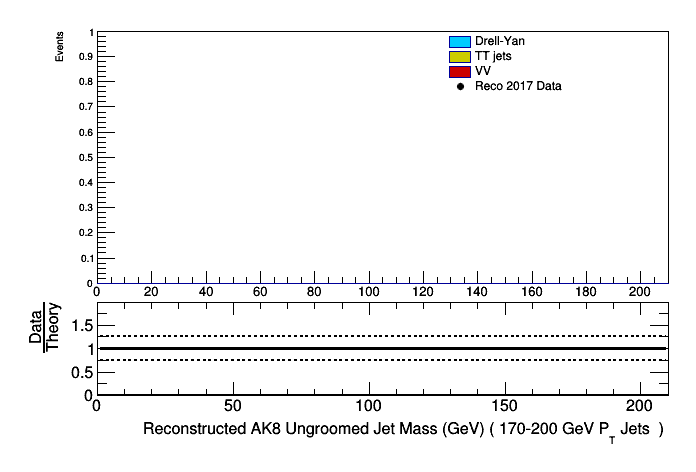 Events
1
0.9
0.8
0.7
0.6
0.5
0.4
0.3
0.2
0.1
0
Drell-Yan
TT jets
VV
Reco 2017 Data
0 20 40 60 80 100 120 140 160 180 200
Data
Theory
1.5
1
0.5
0
0 50 100 150 200
Reconstructed AK8 Ungroomed Jet Mass (GeV) ( 170-200 GeV P_T Jets )